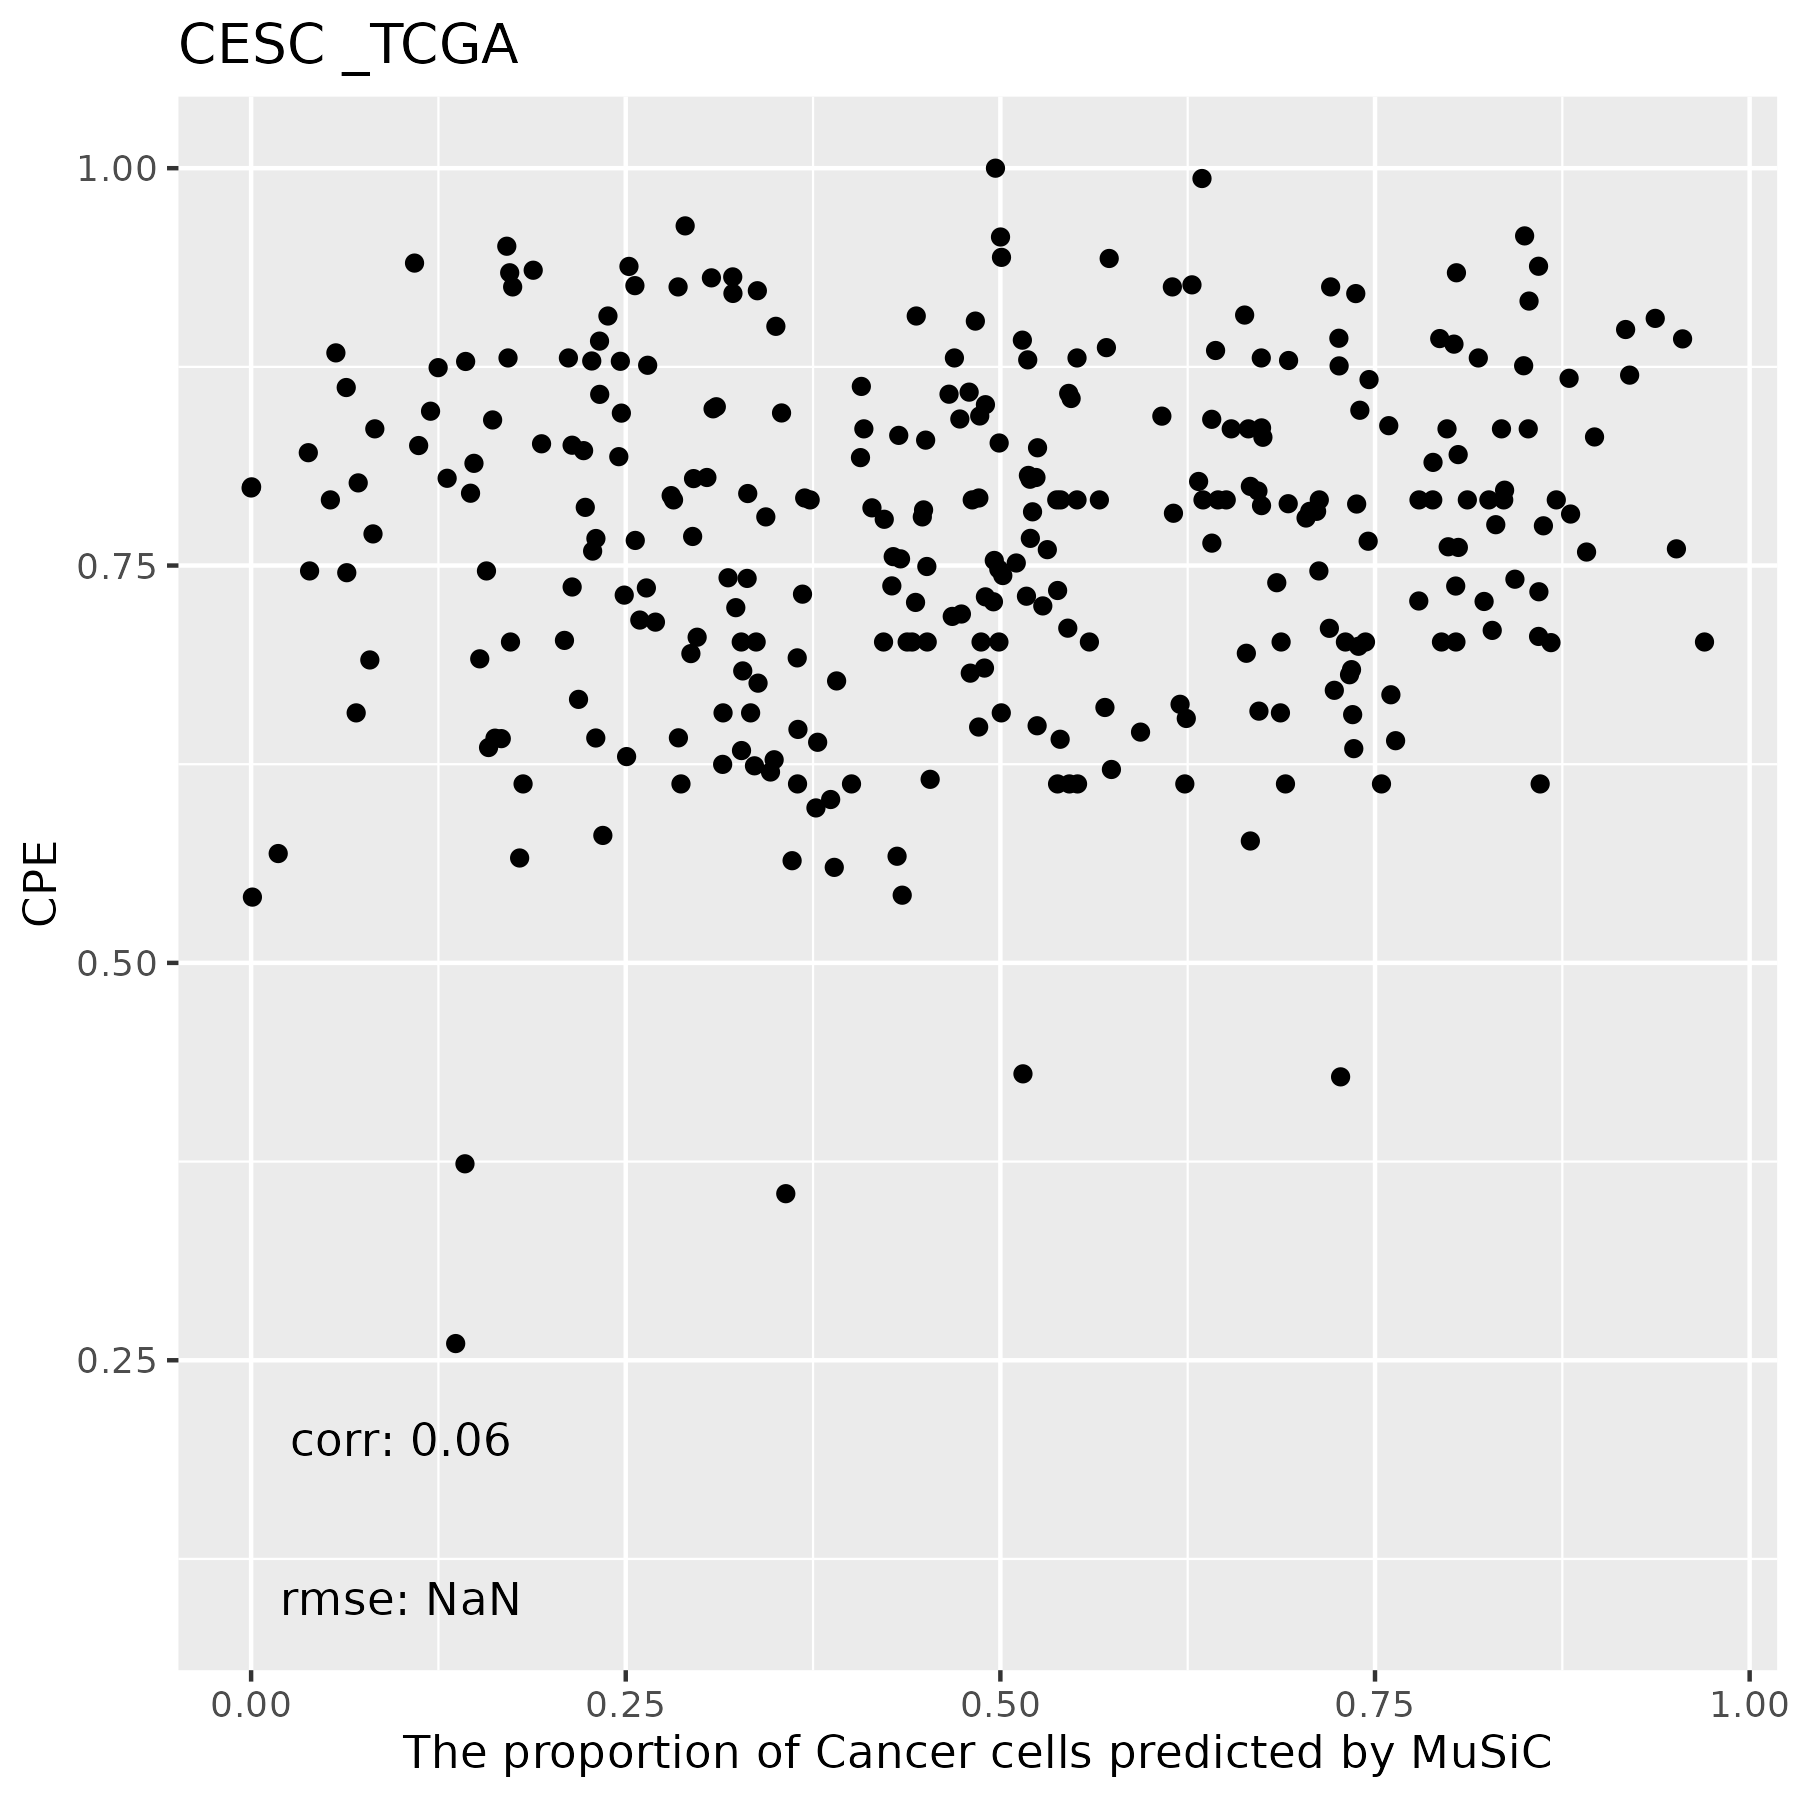 CESC _TCGA
1.00
0.75
0.50
0.25
CPE
corr: 0.06
rmse: NaN
0.00 0.25 0.50 0.75 1.00
The proportion of Cancer cells predicted by MuSiC